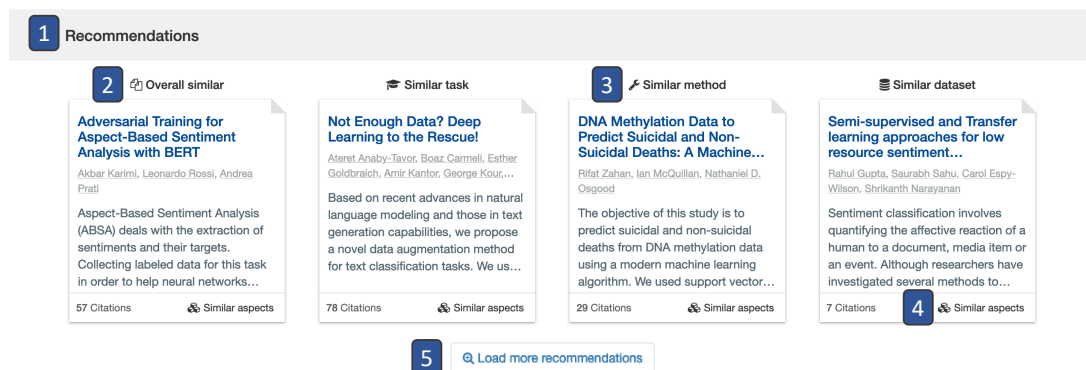 1 Recommendations
2 Overall similar
Similar task
3 Similar method
Similar dataset
Adversarial Training for
Aspect-Based Sentiment
Analysis with BERT
Akbar Karimi, Leonardo Rossi, Andrea
Prati
Aspect-Based Sentiment Analysis
(ABSA) deals with the extraction of
sentiments and their targets.
Collecting labeled data for this task
in order to help neural networks…
57 Citations
Similar aspects
Not Enough Data? Deep
Learning to the Rescue!
Ateret Anaby-Tavor, Boaz Carmeli, Esther
Goldbraich, Amir Kantor, George Kour,...
Based on recent advances in natural
language modeling and those in text
generation capabilities, we propose
a novel data augmentation method
for text classification tasks. We us…
78 Citations
Similar aspects
DNA Methylation Data to
Predict Suicidal and Non-
Suicidal Deaths: A Machine…
Rifat Zahan, Ian McQuillan, Nathaniel D.
Osgood
The objective of this study is to
predict suicidal and non-suicidal
deaths from DNA methylation data
using a modern machine learning
algorithm. We used support vector…
29 Citations
Similar aspects
Semi-supervised and Transfer
learning approaches for low
resource sentiment…
Rahul Gupta, Saurabh Sahu, Carol Espy-
Wilson, Shrikanth Narayanan
Sentiment classification involves
quantifying the affective reaction of a
human to a document, media item or
an event. Although researchers have
investigated several methods to…
7 Citations
4 Similar aspects
5 Load more recommendations